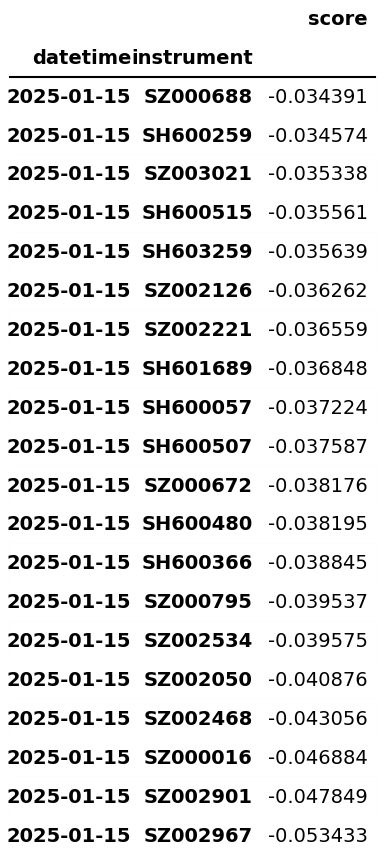 score
datetime instrument
2025-01-15 SZ000688 -0.034391
2025-01-15 SH600259 -0.034574
2025-01-15 SZ003021 -0.035338
2025-01-15 SH600515 -0.035561
2025-01-15 SH603259 -0.035639
2025-01-15 SZ002126 -0.036262
2025-01-15 SZ002221 -0.036559
2025-01-15 SH601689 -0.036848
2025-01-15 SH600057 -0.037224
2025-01-15 SH600507 -0.037587
2025-01-15 SZ000672 -0.038176
2025-01-15 SH600480 -0.038195
2025-01-15 SH600366 -0.038845
2025-01-15 SZ000795 -0.039537
2025-01-15 SZ002534 -0.039575
2025-01-15 SZ002050 -0.040876
2025-01-15 SZ002468 -0.043056
2025-01-15 SZ000016 -0.046884
2025-01-15 SZ002901 -0.047849
2025-01-15 SZ002967 -0.053433